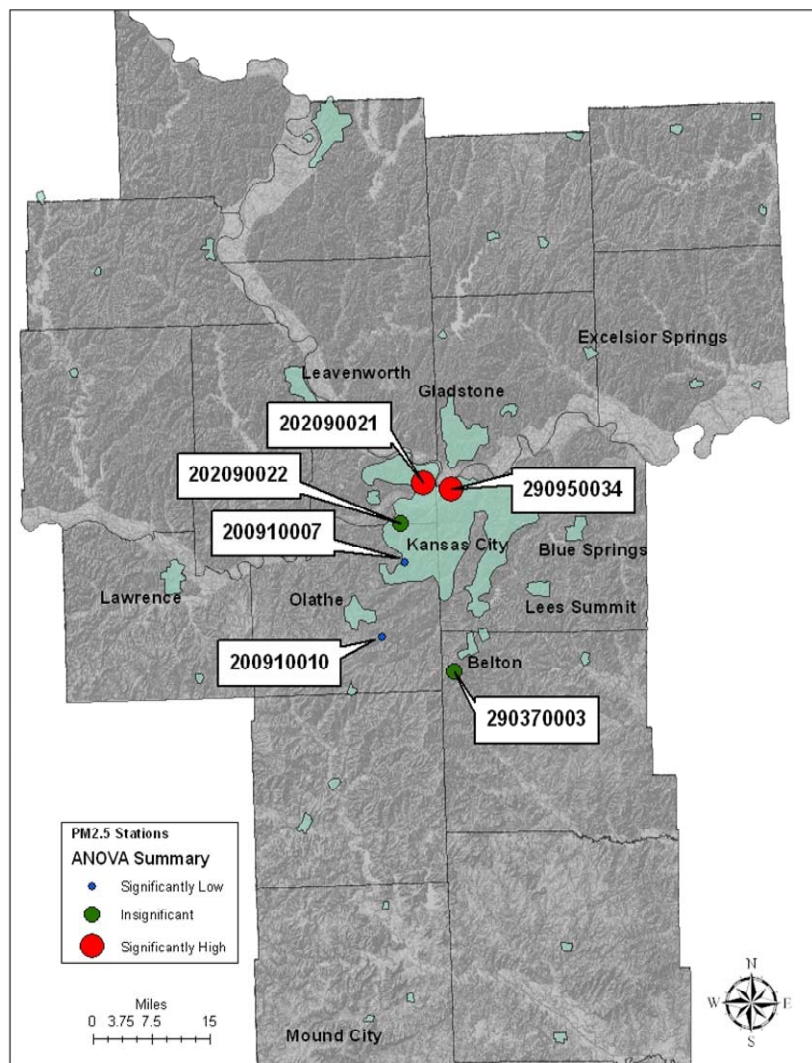 Excelsior Springs
Leavenworth
Gladstone
202090021
202090022
290950034
200910007
Kansas City
Blue Springs
Lawrence
Olathe
Lees Summit
200910010
Belton
290370003
PM2.5 Stations
ANOVA Summary
Significantly Low
Insignificant
Significantly High
Miles
0 3.75 7.5 15
Mound City
N
W E
S